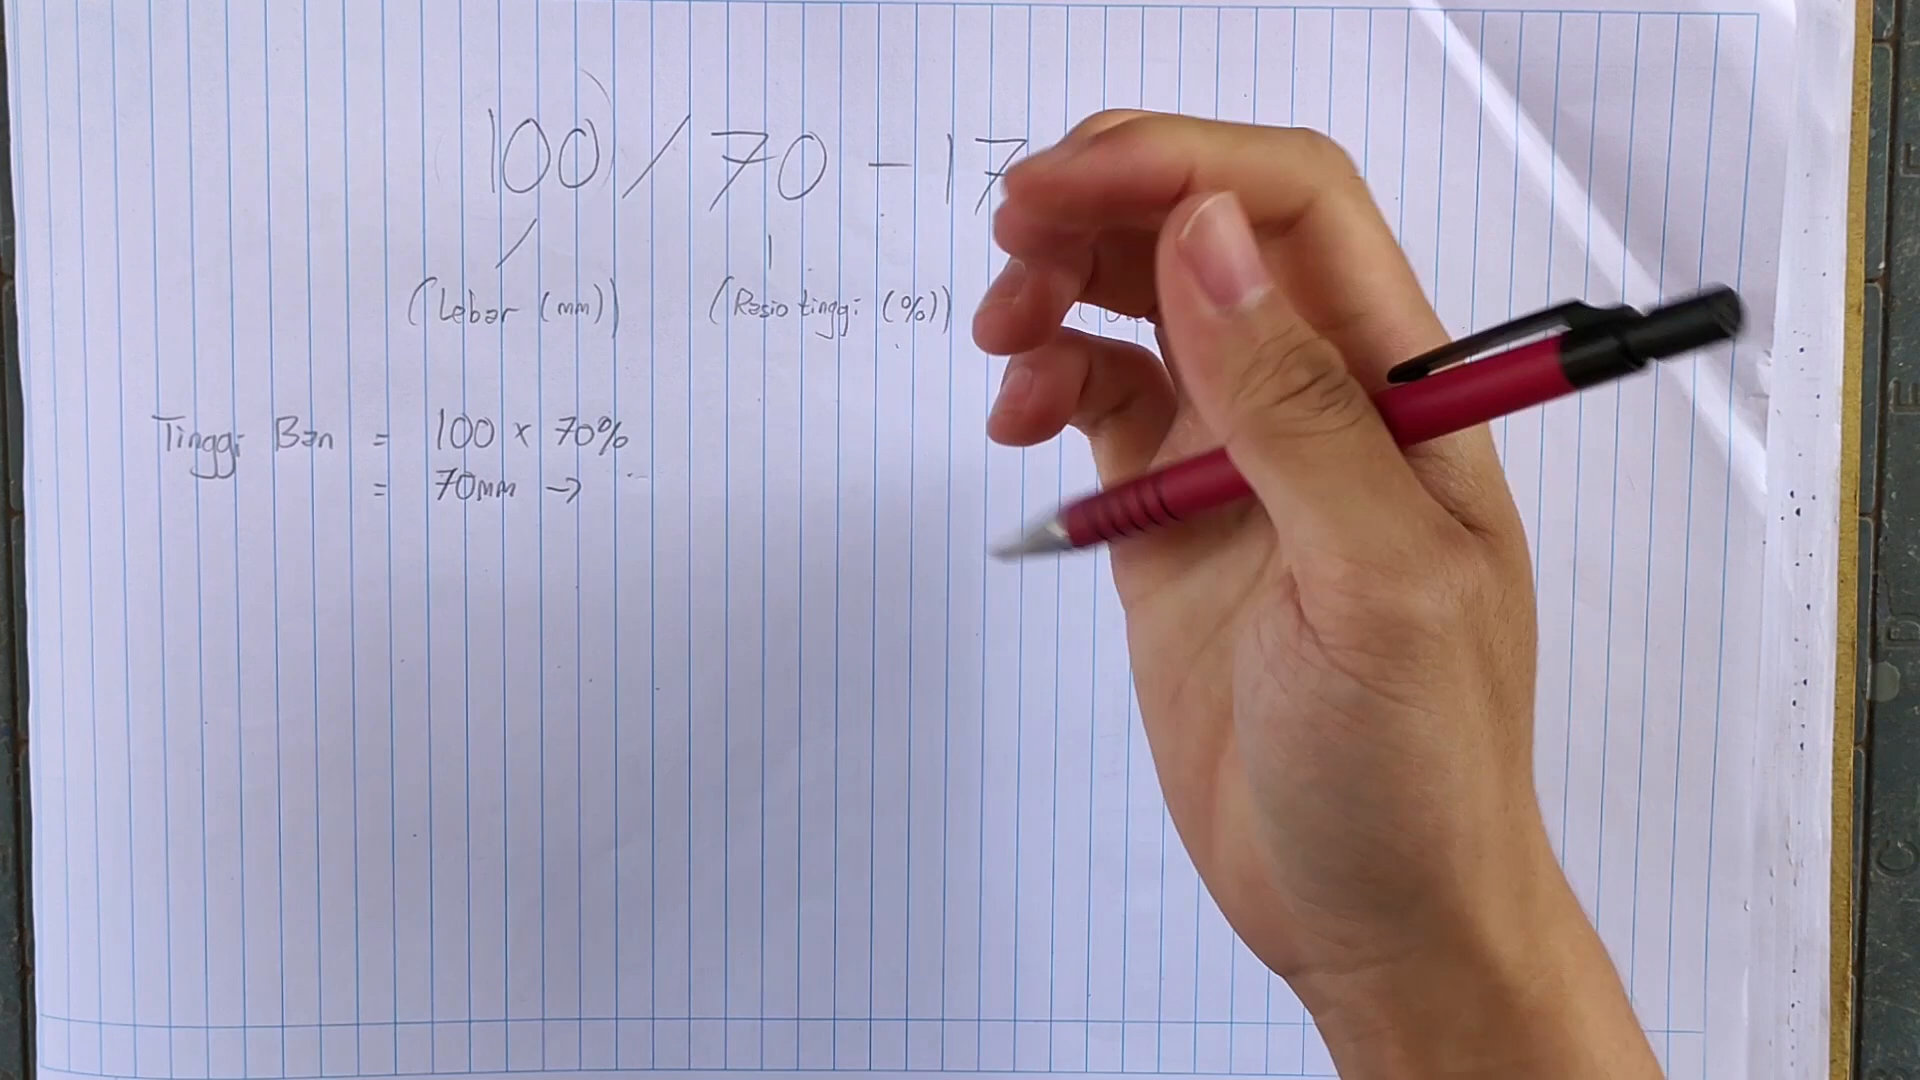 100/70-17
(Lebar (mm)) (Rasio tinggi (%))
Tinggi Ban = 100 x 70%
= 70mm →